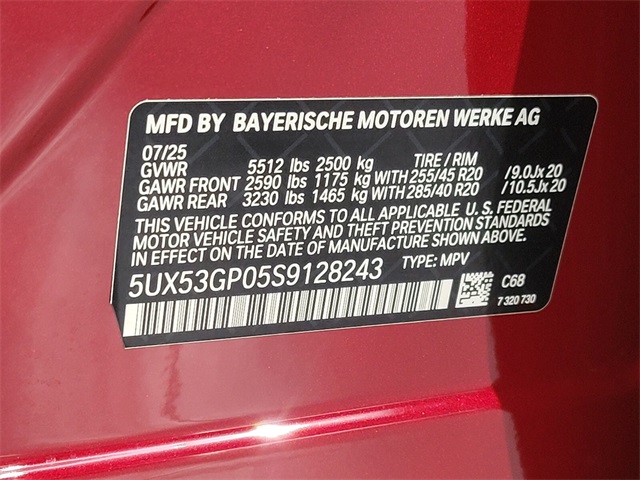 MFD BY BAYERISCHE MOTOREN WERKE AG
07/25
GVWR 5512 lbs 2500 kg TIRE / RIM
GAWR FRONT 2590 lbs 1175 kg WITH 255/45 R20 /9.0Jx20
GAWR REAR 3230 lbs 1465 kg WITH 285/40 R20 /10.5Jx20
THIS VEHICLE CONFORMS TO ALL APPLICABLE U. S. FEDERAL
MOTOR VEHICLE SAFETY AND THEFT PREVENTION STANDARDS
IN EFFECT ON THE DATE OF MANUFACTURE SHOWN ABOVE.
5UX53GP05S9128243 TYPE: MPV
C68
7 320 730